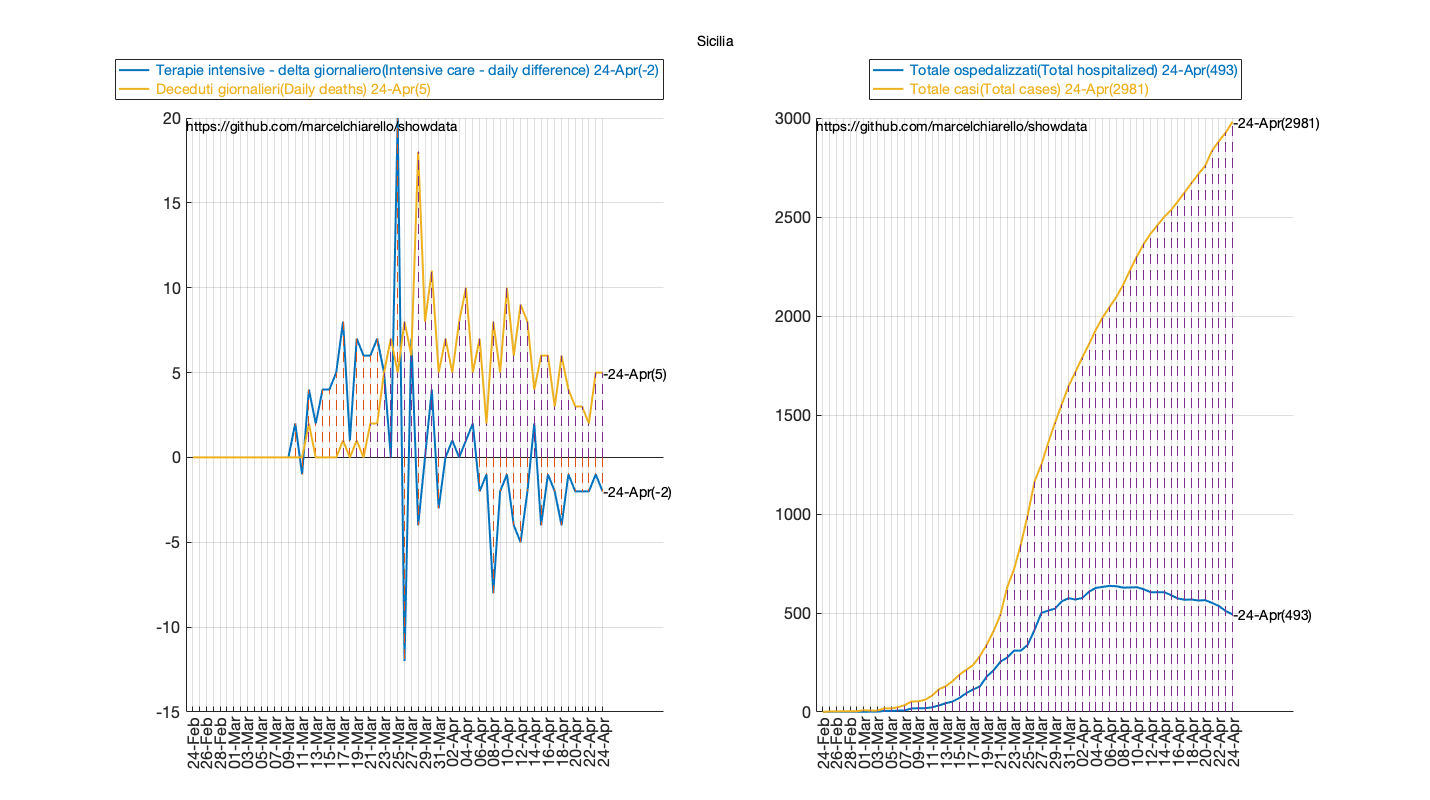 Sicilia
Terapie intensive - delta giornaliero(Intensive care - daily difference) 24-Apr(-2)
Deceduti giornalieri(Daily deaths) 24-Apr(5)
https://github.com/marcelchiarello/showdata
20
15
10
5
0
-5
-10
-15
-24-Apr(5)
-24-Apr(-2)
24-Feb
26-Feb
28-Feb
01-Mar
03-Mar
05-Mar
07-Mar
09-Mar
11-Mar
13-Mar
15-Mar
17-Mar
19-Mar
21-Mar
23-Mar
25-Mar
27-Mar
29-Mar
31-Mar
02-Apr
04-Apr
06-Apr
08-Apr
10-Apr
12-Apr
14-Apr
16-Apr
18-Apr
20-Apr
22-Apr
24-Apr
Totale ospedalizzati(Total hospitalized) 24-Apr(493)
Totale casi(Total cases) 24-Apr(2981)
https://github.com/marcelchiarello/showdata
3000
2500
2000
1500
1000
500
0
-24-Apr(2981)
-24-Apr(493)
24-Feb
26-Feb
28-Feb
01-Mar
03-Mar
05-Mar
07-Mar
09-Mar
11-Mar
13-Mar
15-Mar
17-Mar
19-Mar
21-Mar
23-Mar
25-Mar
27-Mar
29-Mar
31-Mar
02-Apr
04-Apr
06-Apr
08-Apr
10-Apr
12-Apr
14-Apr
16-Apr
18-Apr
20-Apr
22-Apr
24-Apr